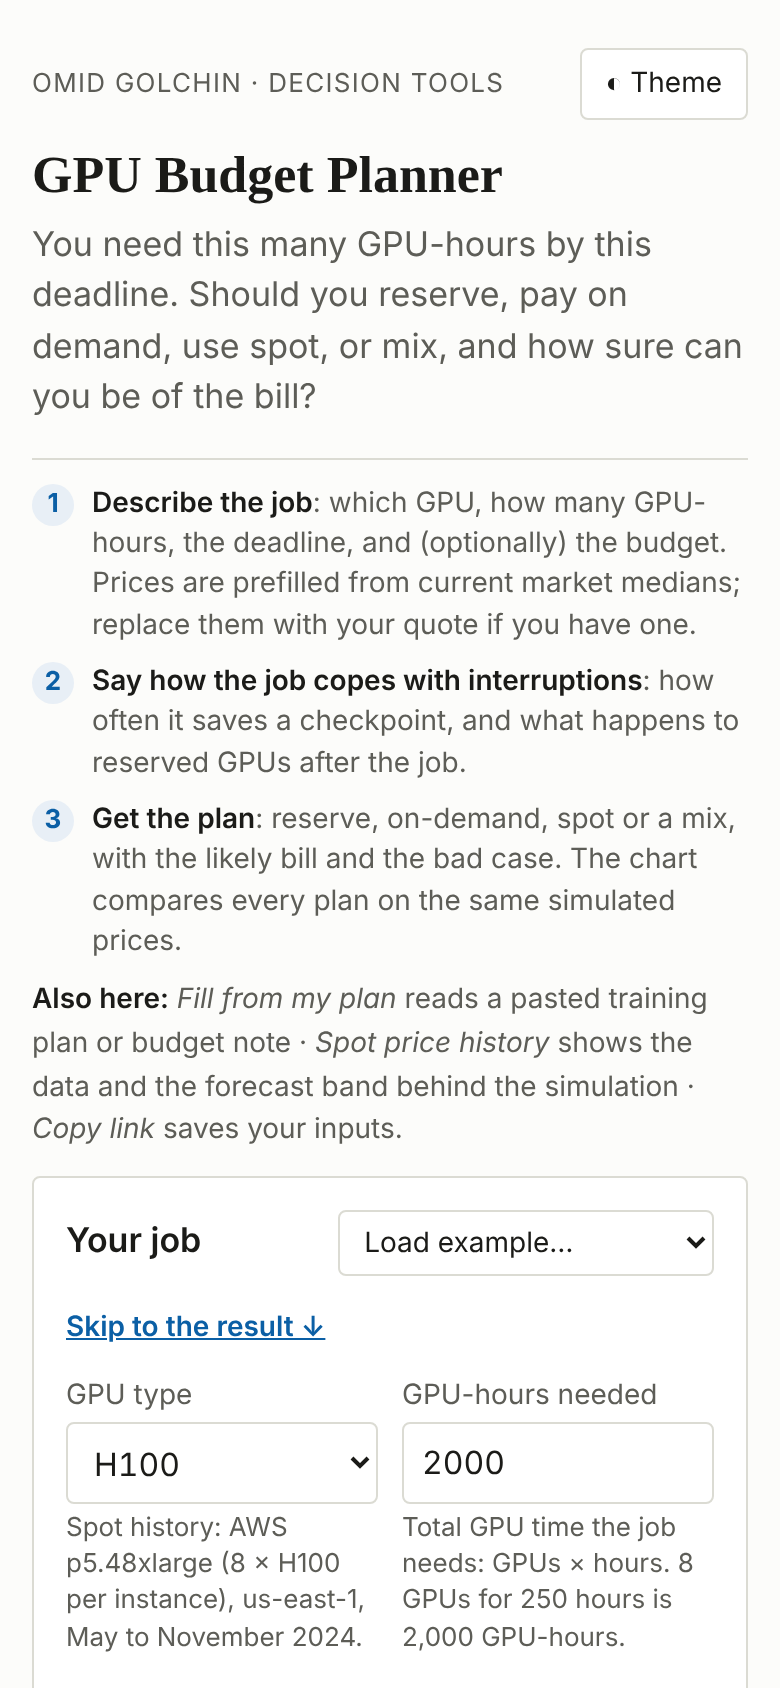 OMID GOLCHIN · DECISION TOOLS
Theme
GPU Budget Planner
You need this many GPU-hours by this
deadline. Should you reserve, pay on
demand, use spot, or mix, and how sure can
you be of the bill?
1 Describe the job: which GPU, how many GPU-
hours, the deadline, and (optionally) the budget.
Prices are prefilled from current market medians;
replace them with your quote if you have one.
2 Say how the job copes with interruptions: how
often it saves a checkpoint, and what happens to
reserved GPUs after the job.
3 Get the plan: reserve, on-demand, spot or a mix,
with the likely bill and the bad case. The chart
compares every plan on the same simulated
prices.
Also here: Fill from my plan reads a pasted training
plan or budget note · Spot price history shows the
data and the forecast band behind the simulation ·
Copy link saves your inputs.
Your job
Load example...
Skip to the result ↓
GPU type
H100
Spot history: AWS
p5.48xlarge (8 × H100
per instance), us-east-1,
May to November 2024.
GPU-hours needed
2000
Total GPU time the job
needs: GPUs × hours. 8
GPUs for 250 hours is
2,000 GPU-hours.